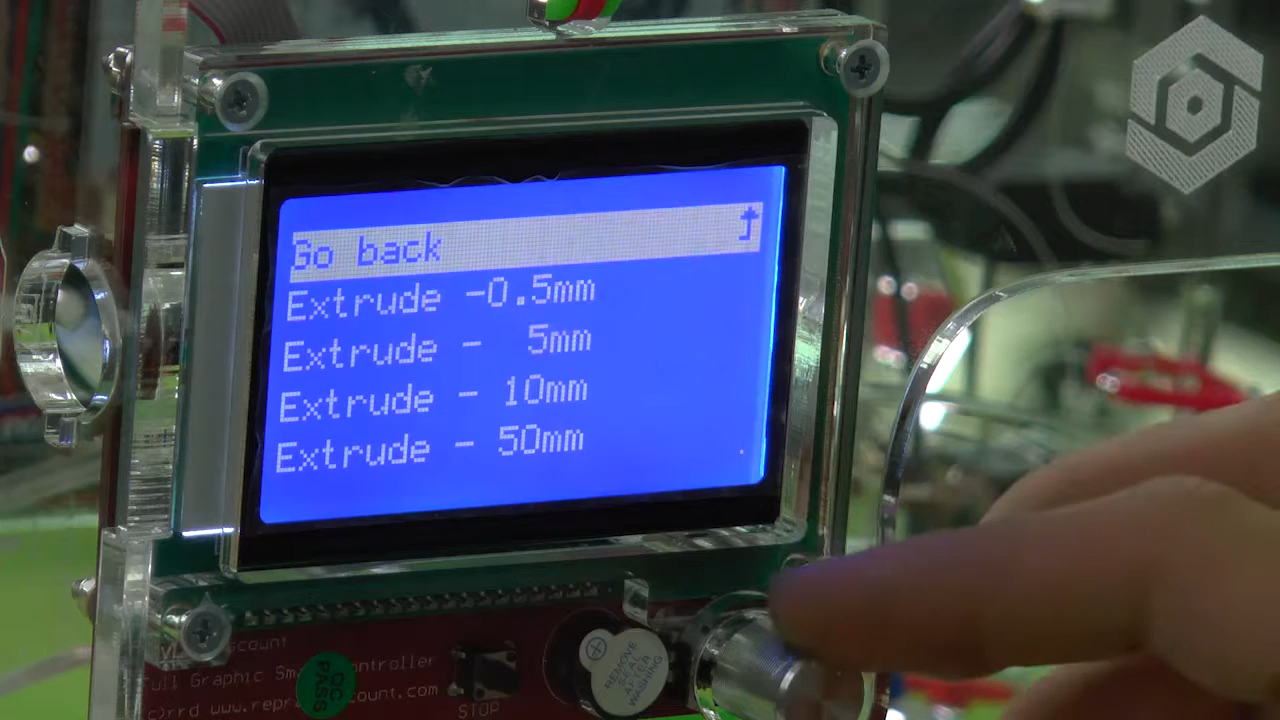 Go back
Extrude -0.5mm
Extrude -  5mm
Extrude - 10mm
Extrude - 50mm
Full Graphic Smart Controller
www.reprapdiscount.com
QC
PASS
STOP
REMOVE
SEAL
AFTER
WASHING